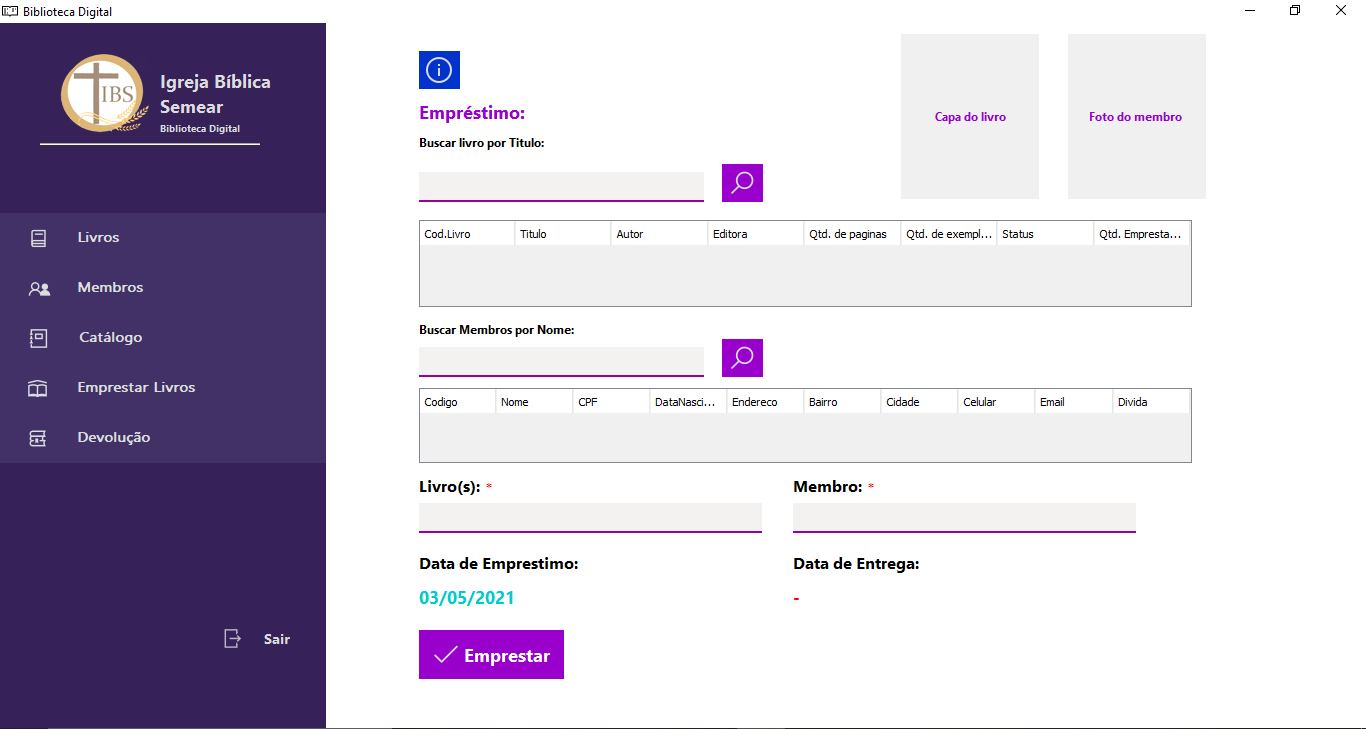 Biblioteca Digital
IBS
Igreja Bíblica
Semear
Biblioteca Digital
Livros
Membros
Catálogo
Emprestar Livros
Devolução
Sair
Empréstimo:
Buscar livro por Titulo:
Capa do livro
Foto do membro
Cod.Livro Titulo Autor Editora Qtd. de paginas Qtd. de exempl... Status Qtd. Empresta...
Buscar Membros por Nome:
Codigo Nome CPF DataNasci... Endereco Bairro Cidade Celular Email Divida
Livro(s): * Membro: *
Data de Emprestimo: Data de Entrega:
03/05/2021 -
Emprestar